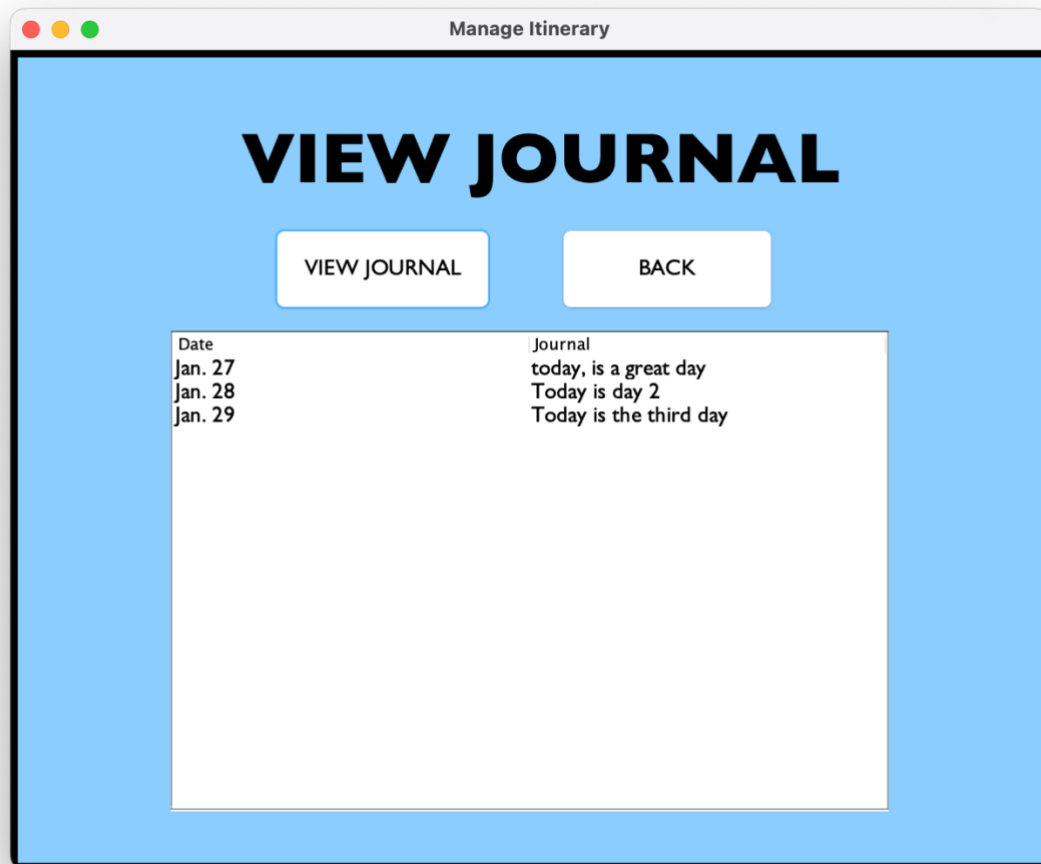 Manage Itinerary
VIEW JOURNAL
VIEW JOURNAL BACK
Date Journal
Jan. 27 today, is a great day
Jan. 28 Today is day 2
Jan. 29 Today is the third day